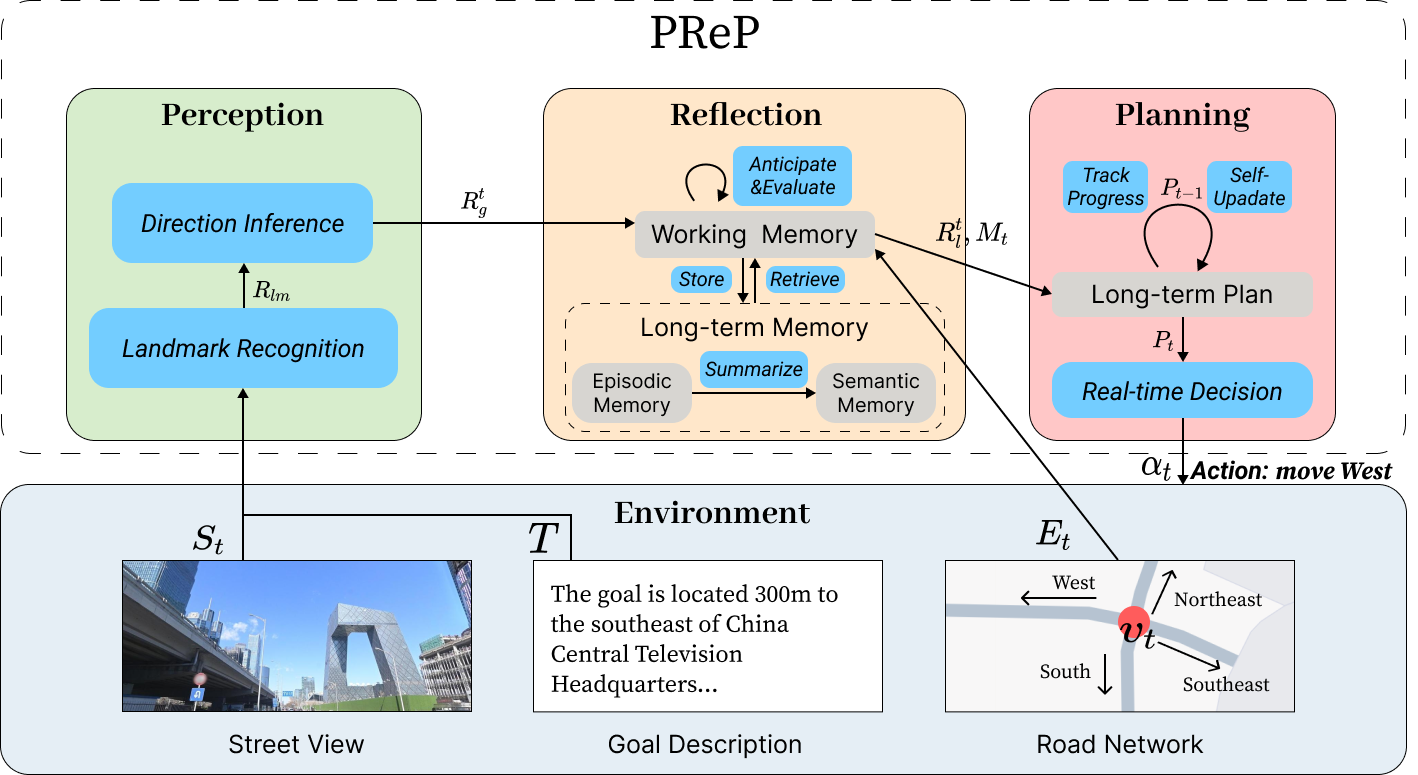 PReP
Perception
Direction Inference
R_{lm}
Landmark Recognition
R_g^t
Reflection
Anticipate
&Evaluate
Working Memory
Store
Retrieve
Long-term Memory
Episodic
Memory
Summarize
Semantic
Memory
R_l^t, M_t
Planning
Track
Progress
P_{t-1}
Self-
Upadate
Long-term Plan
P_t
Real-time Decision
α_t
Action: move West
Environment
S_t
T
E_t
The goal is located 300m to
the southeast of China
Central Television
Headquarters...
West
Northeast
v_t
South
Southeast
Street View
Goal Description
Road Network